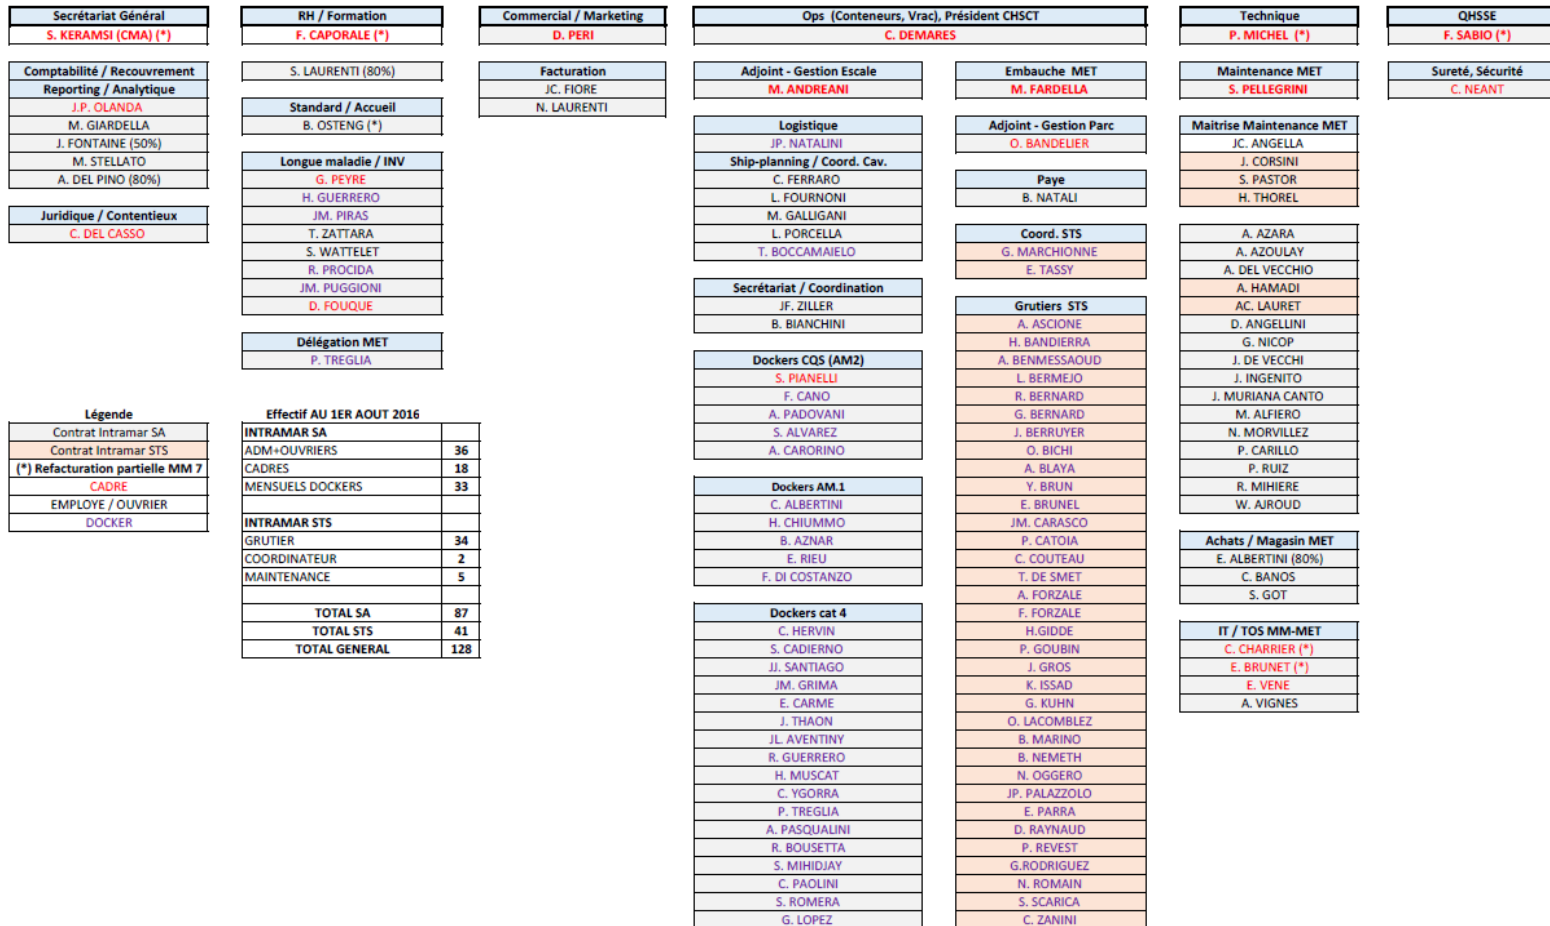 Secrétariat Général
S. KERAMSI (CMA) (*)
Comptabilité / Recouvrement
Reporting / Analytique
J.P. OLANDA
M. GIARDELLA
J. FONTAINE (50%)
M. STELLATO
A. DEL PINO (80%)
Juridique / Contentieux
C. DEL CASSO
Légende
Contrat Intramar SA
Contrat Intramar STS
(*) Refacturation partielle MM 7
CADRE
EMPLOYE / OUVRIER
DOCKER
RH / Formation
F. CAPORALE (*)
S. LAURENTI (80%)
Standard / Accueil
B. OSTENG (*)
Longue maladie / INV
G. PEYRE
H. GUERRERO
JM. PIRAS
T. ZATTARA
S. WATTELET
R. PROCIDA
JM. PUGGIONI
D. FOUQUE
Délégation MET
P. TREGLIA
Effectif AU 1ER AOUT 2016
INTRAMAR SA
ADM+OUVRIERS 36
CADRES 18
MENSUELS DOCKERS 33
INTRAMAR STS
GRUTIER 34
COORDINATEUR 2
MAINTENANCE 5
TOTAL SA 87
TOTAL STS 41
TOTAL GENERAL 128
Commercial / Marketing
D. PERI
Facturation
JC. FIORE
N. LAURENTI
Ops (Conteneurs, Vrac), Président CHSCT
C. DEMARES
Adjoint - Gestion Escale
M. ANDREANI
Logistique
JP. NATALINI
Ship-planning / Coord. Cav.
C. FERRARO
L. FOURNONI
M. GALLIGANI
L. PORCELLA
T. BOCCAMAIELO
Secrétariat / Coordination
JF. ZILLER
B. BIANCHINI
Dockers CQS (AM2)
S. PIANELLI
F. CANO
A. PADOVANI
S. ALVAREZ
A. CARORINO
Dockers AM.1
C. ALBERTINI
H. CHIUMMO
B. AZNAR
E. RIEU
F. DI COSTANZO
Dockers cat 4
C. HERVIN
S. CADIERNO
JJ. SANTIAGO
JM. GRIMA
E. CARME
J. THAON
JL. AVENTINY
R. GUERRERO
H. MUSCAT
C. YGORRA
P. TREGLIA
A. PASQUALINI
R. BOUSETTA
S. MIHIDJAY
C. PAOLINI
S. ROMERA
G. LOPEZ
Embauche MET
M. FARDELLA
Adjoint - Gestion Parc
O. BANDELIER
Paye
B. NATALI
Coord. STS
G. MARCHIONNE
E. TASSY
Grutiers STS
A. ASCIONE
H. BANDIERRA
A. BENMESSAOUD
L. BERMEJO
R. BERNARD
G. BERNARD
J. BERRUYER
O. BICHI
A. BLAYA
Y. BRUN
E. BRUNEL
JM. CARASCO
P. CATOIA
C. COUTEAU
T. DE SMET
A. FORZALE
F. FORZALE
H.GIDDE
P. GOUBIN
J. GROS
K. ISSAD
G. KUHN
O. LACOMBLEZ
B. MARINO
B. NEMETH
N. OGGERO
JP. PALAZZOLO
E. PARRA
D. RAYNAUD
P. REVEST
G.RODRIGUEZ
N. ROMAIN
S. SCARICA
C. ZANINI
Technique
P. MICHEL (*)
Maintenance MET
S. PELLEGRINI
Maitrise Maintenance MET
JC. ANGELLA
J. CORSINI
S. PASTOR
H. THOREL
A. AZARA
A. AZOULAY
A. DEL VECCHIO
A. HAMADI
AC. LAURET
D. ANGELLINI
G. NICOP
J. DE VECCHI
J. INGENITO
J. MURIANA CANTO
M. ALFIERO
N. MORVILLEZ
P. CARILLO
P. RUIZ
R. MIHIERE
W. AJROUD
Achats / Magasin MET
E. ALBERTINI (80%)
C. BANOS
S. GOT
IT / TOS MM-MET
C. CHARRIER (*)
E. BRUNET (*)
E. VENE
A. VIGNES
QHSSE
F. SABIO (*)
Sureté, Sécurité
C. NEANT